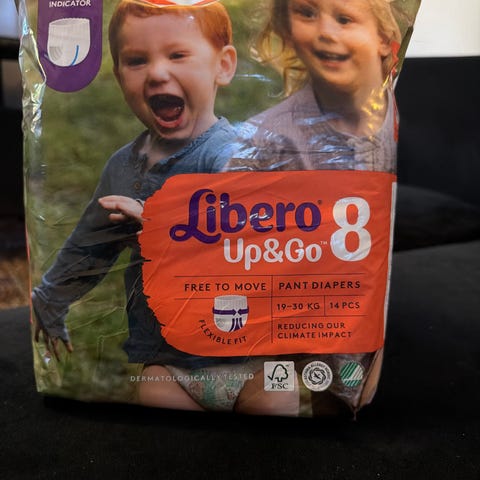 INDICATOR
Libero®
Up&Go™ 8
FREE TO MOVE
PANT DIAPERS
19–30 KG
14 PCS
FLEXIBLE FIT
REDUCING OUR
CLIMATE IMPACT
DERMATOLOGICALLY TESTED
FSC